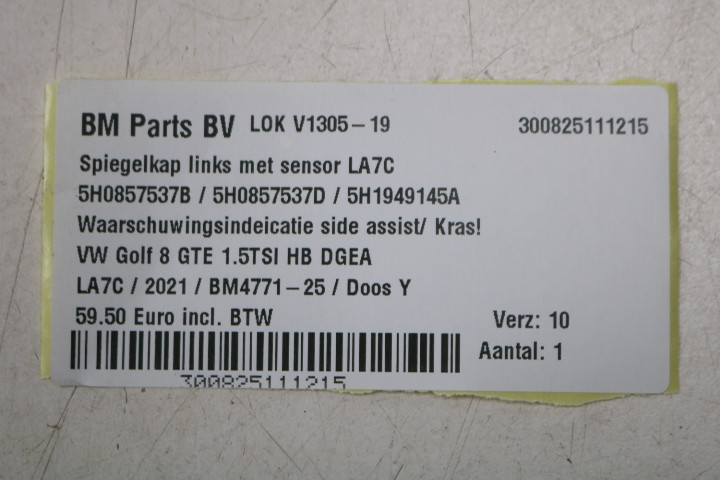 BM Parts BV LOK V1305-19 300825111215
Spiegelkap links met sensor LA7C
5H0857537B / 5H0857537D / 5H1949145A
Waarschuwingsindeicatie side assist/ Kras!
VW Golf 8 GTE 1.5TSI HB DGEA
LA7C / 2021 / BM4771-25 / Doos Y
59.50 Euro incl. BTW Verz: 10
Aantal: 1
300825111215